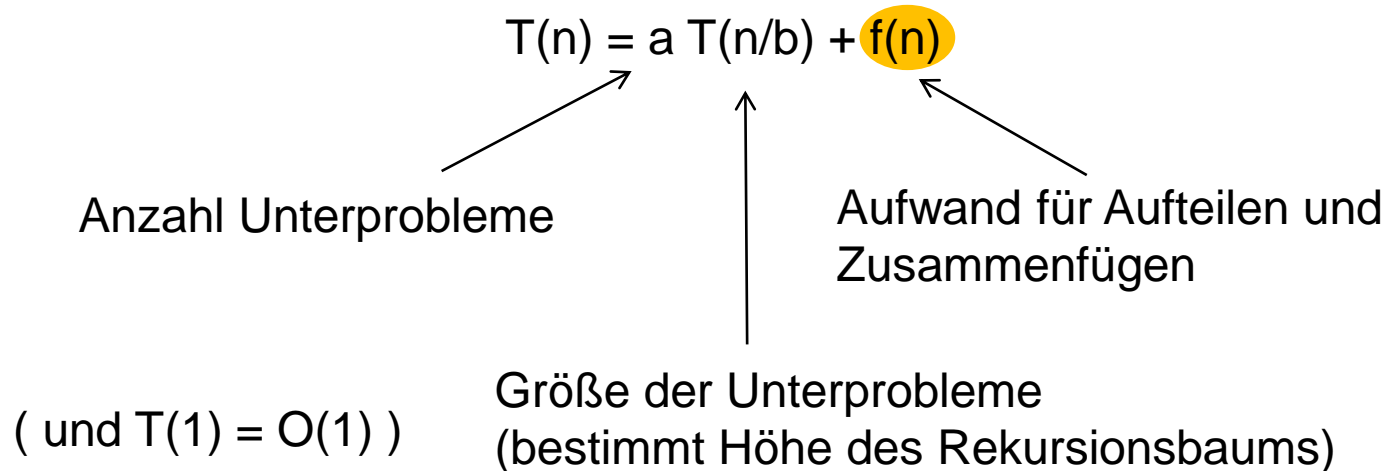 T(n) = a T(n/b) + f(n)
Anzahl Unterprobleme
Aufwand für Aufteilen und
Zusammenfügen
Größe der Unterprobleme
(bestimmt Höhe des Rekursionsbaums)
( und T(1) = O(1) )